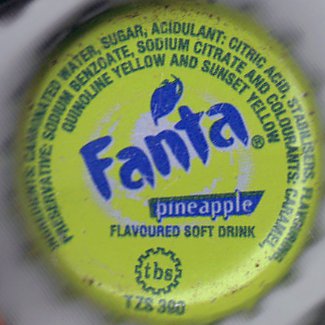 INGREDIENTS: CARBONATED WATER, SUGAR, ACIDULANT: CITRIC ACID, STABILISERS, FLAVOURING,
PRESERVATIVE: SODIUM BENZOATE, SODIUM CITRATE AND COLOURANTS: CARAMEL,
QUINOLINE YELLOW AND SUNSET YELLOW
Fanta®
pineapple
FLAVOURED SOFT DRINK
tbs
TZS 390